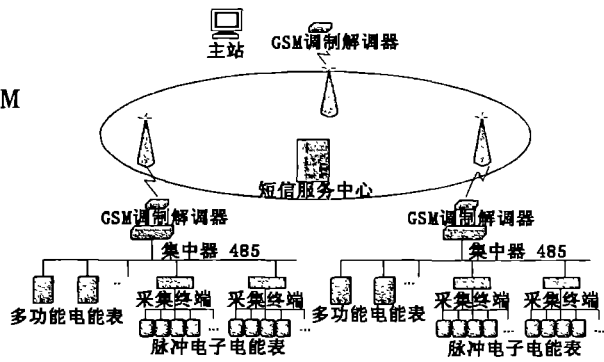 主站
GSM调制解调器
M
短信服务中心
GSM调制解调器
GSM调制解调器
集中器 485
集中器 485
...
...
多功能电能表
采集终端
采集终端
...
多功能电能表
采集终端
采集终端
...
...
...
脉冲电子电能表
脉冲电子电能表